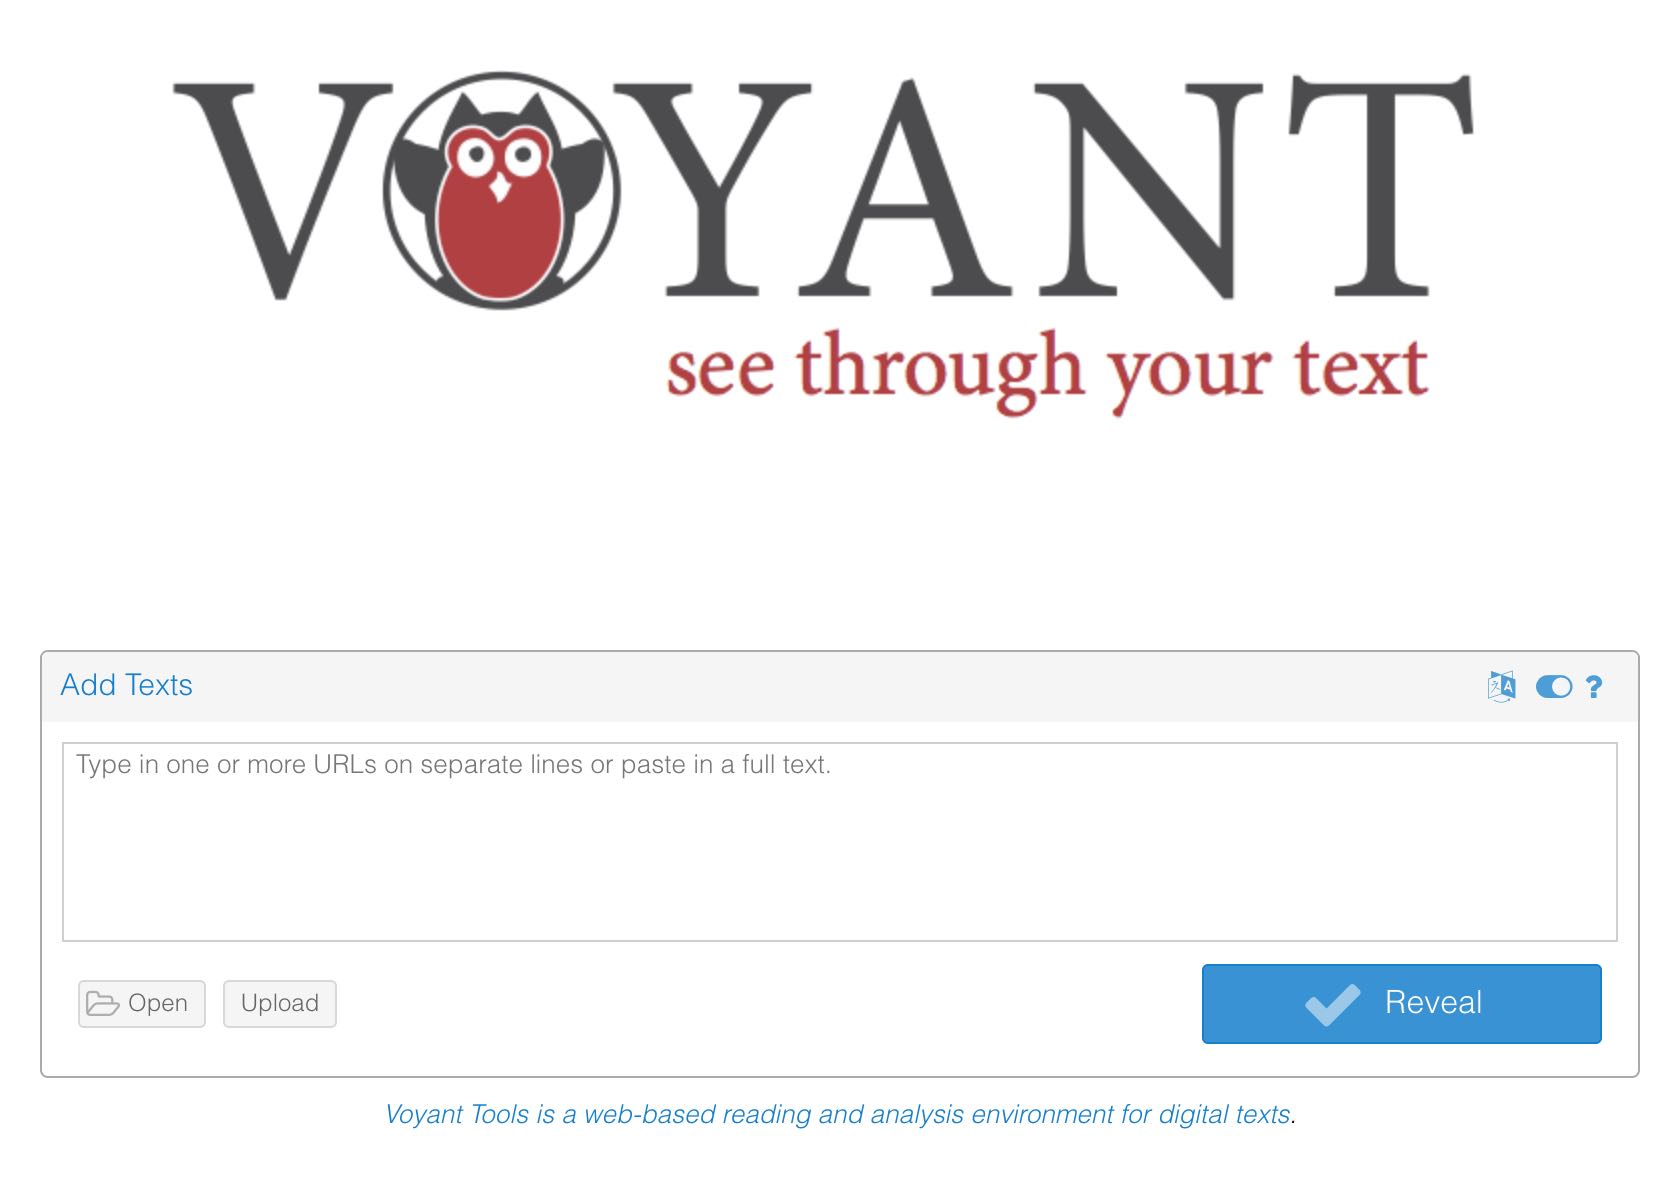 VOYANT
see through your text
Add Texts
?
Type in one or more URLs on separate lines or paste in a full text.
Open
Upload
Reveal
Voyant Tools is a web-based reading and analysis environment for digital texts.